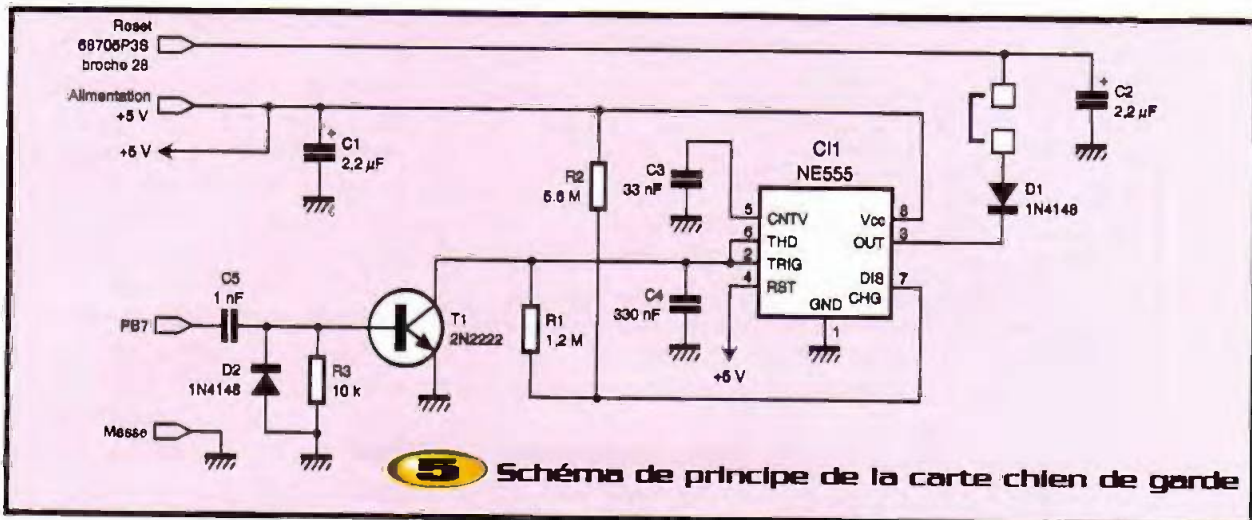 Reset
68705P3S
broche 28
Alimentation
+5 V
+5 V
C1
2,2 µF
R2
5.6 M
C3
33 nF
CI1
NE555
5
CNTV
6
THD
2
TRIG
4
RST
Vcc
8
OUT
3
DIS
CHG
7
GND
1
C2
2,2 µF
D1
1N4148
C5
1 nF
PB7
D2
1N4148
R3
10 k
T1
2N2222
R1
1,2 M
C4
330 nF
+5 V
Masse
5 Schéma de principe de la carte chien de garde